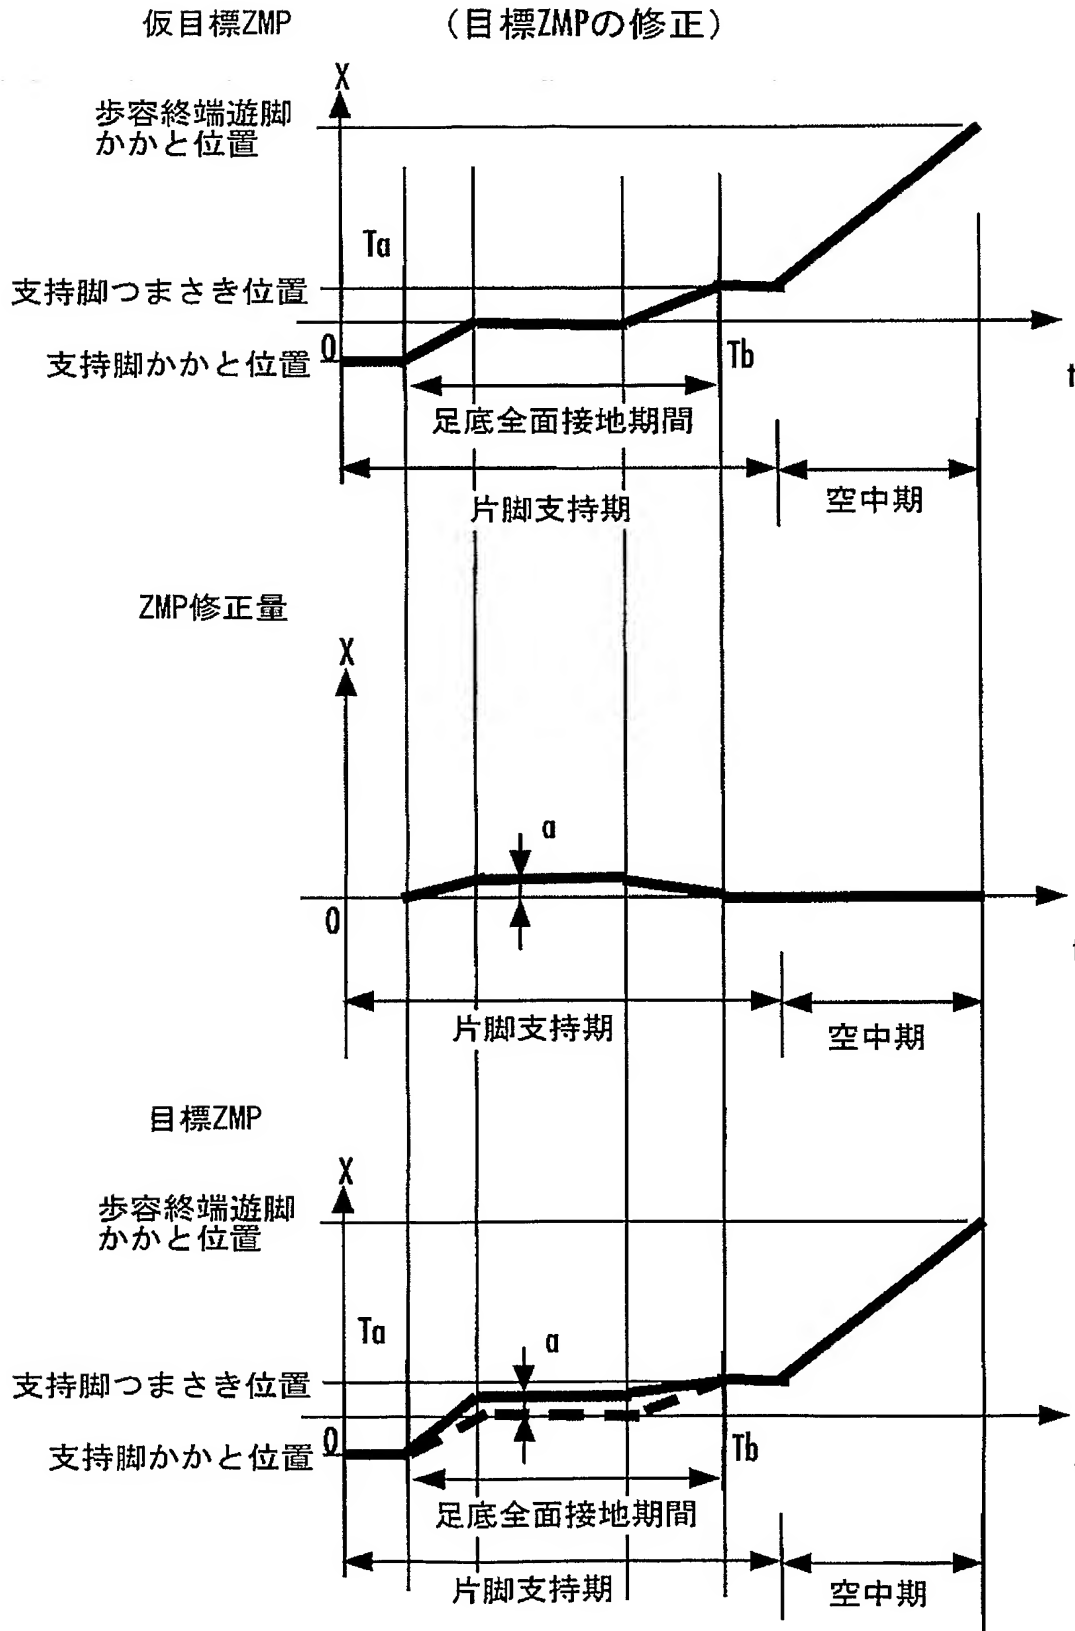 仮目標ZMP
(目標ZMPの修正)
X
歩容終端遊脚
かかと位置
Ta
支持脚つまさき位置
0
支持脚かかと位置
Tb
t
足底全面接地期間
片脚支持期
空中期
ZMP修正量
X
a
0
t
片脚支持期
空中期
目標ZMP
X
歩容終端遊脚
かかと位置
Ta
a
支持脚つまさき位置
0
支持脚かかと位置
Tb
足底全面接地期間
片脚支持期
空中期